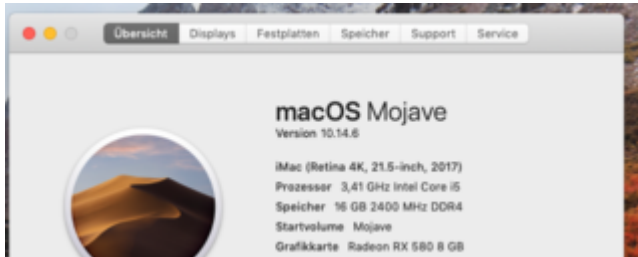 Übersicht Displays Festplatten Speicher Support Service
macOS Mojave
Version 10.14.6
iMac (Retina 4K, 21.5-inch, 2017)
Prozessor 3,41 GHz Intel Core i5
Speicher 16 GB 2400 MHz DDR4
Startvolume Mojave
Grafikkarte Radeon RX 580 8 GB